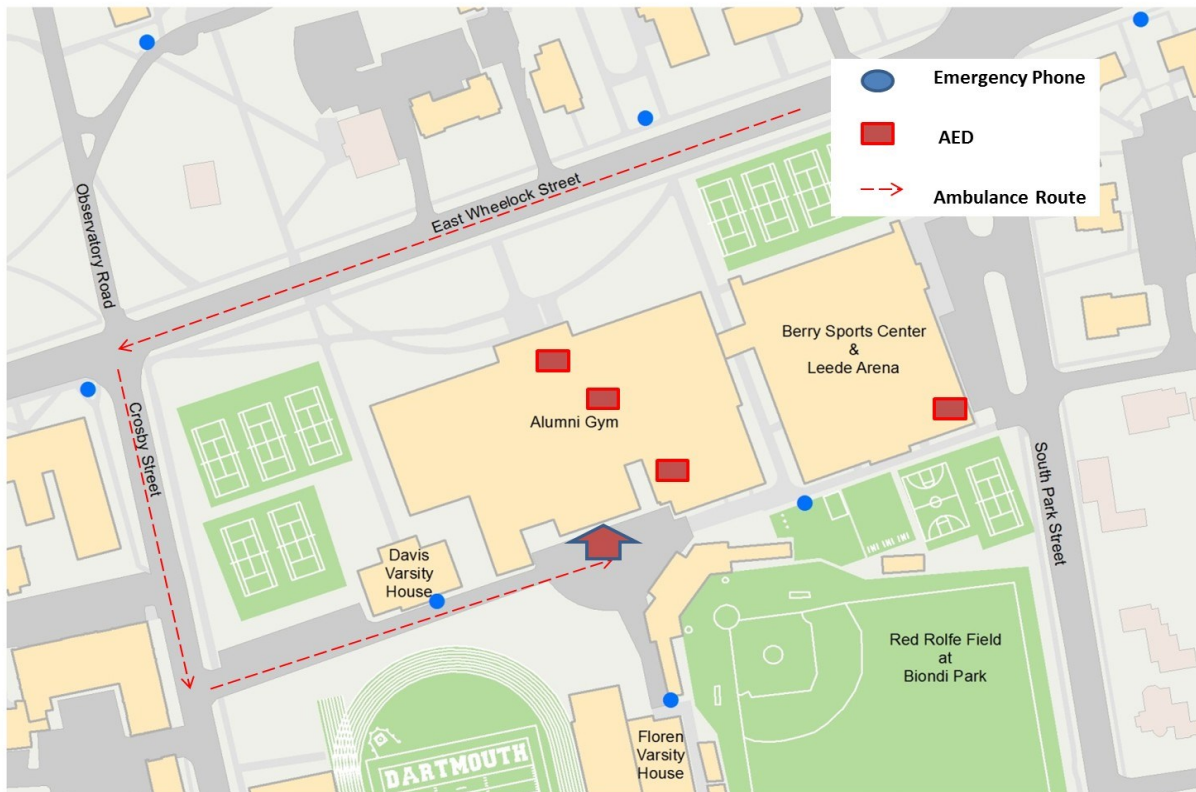 Emergency Phone
AED
Ambulance Route
East Wheelock Street
Observatory Road
Berry Sports Center
&
Leede Arena
Alumni Gym
Crosby Street
South Park Street
Davis
Varsity
House
Red Rolfe Field
at
Biondi Park
Floren
Varsity
House
DARTMOUTH